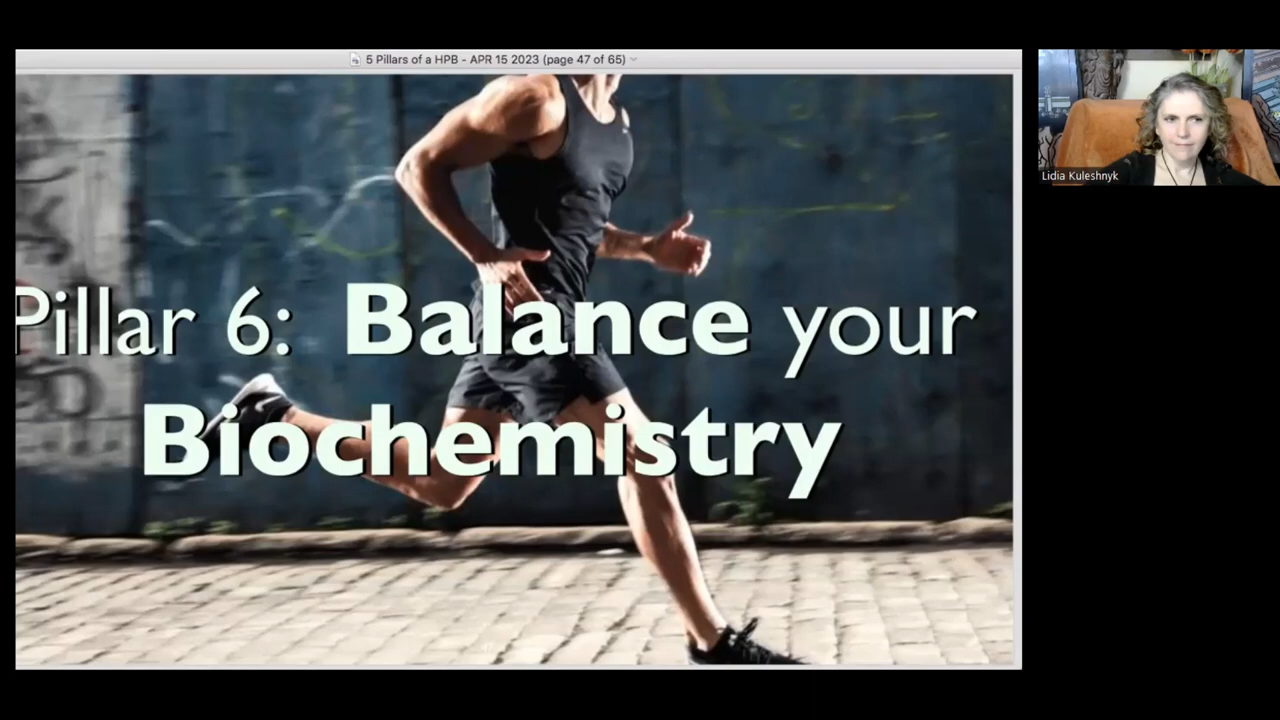 5 Pillars of a HPB - APR 15 2023 (page 47 of 65)
Pillar 6: Balance your
Biochemistry
Lidia Kuleshnyk